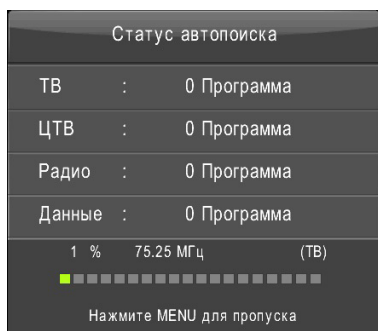 Статус автопоиска
ТВ : 0 Программа
ЦТВ : 0 Программа
Радио : 0 Программа
Данные : 0 Программа
1 % 75.25 МГц (ТВ)
Нажмите MENU для пропуска